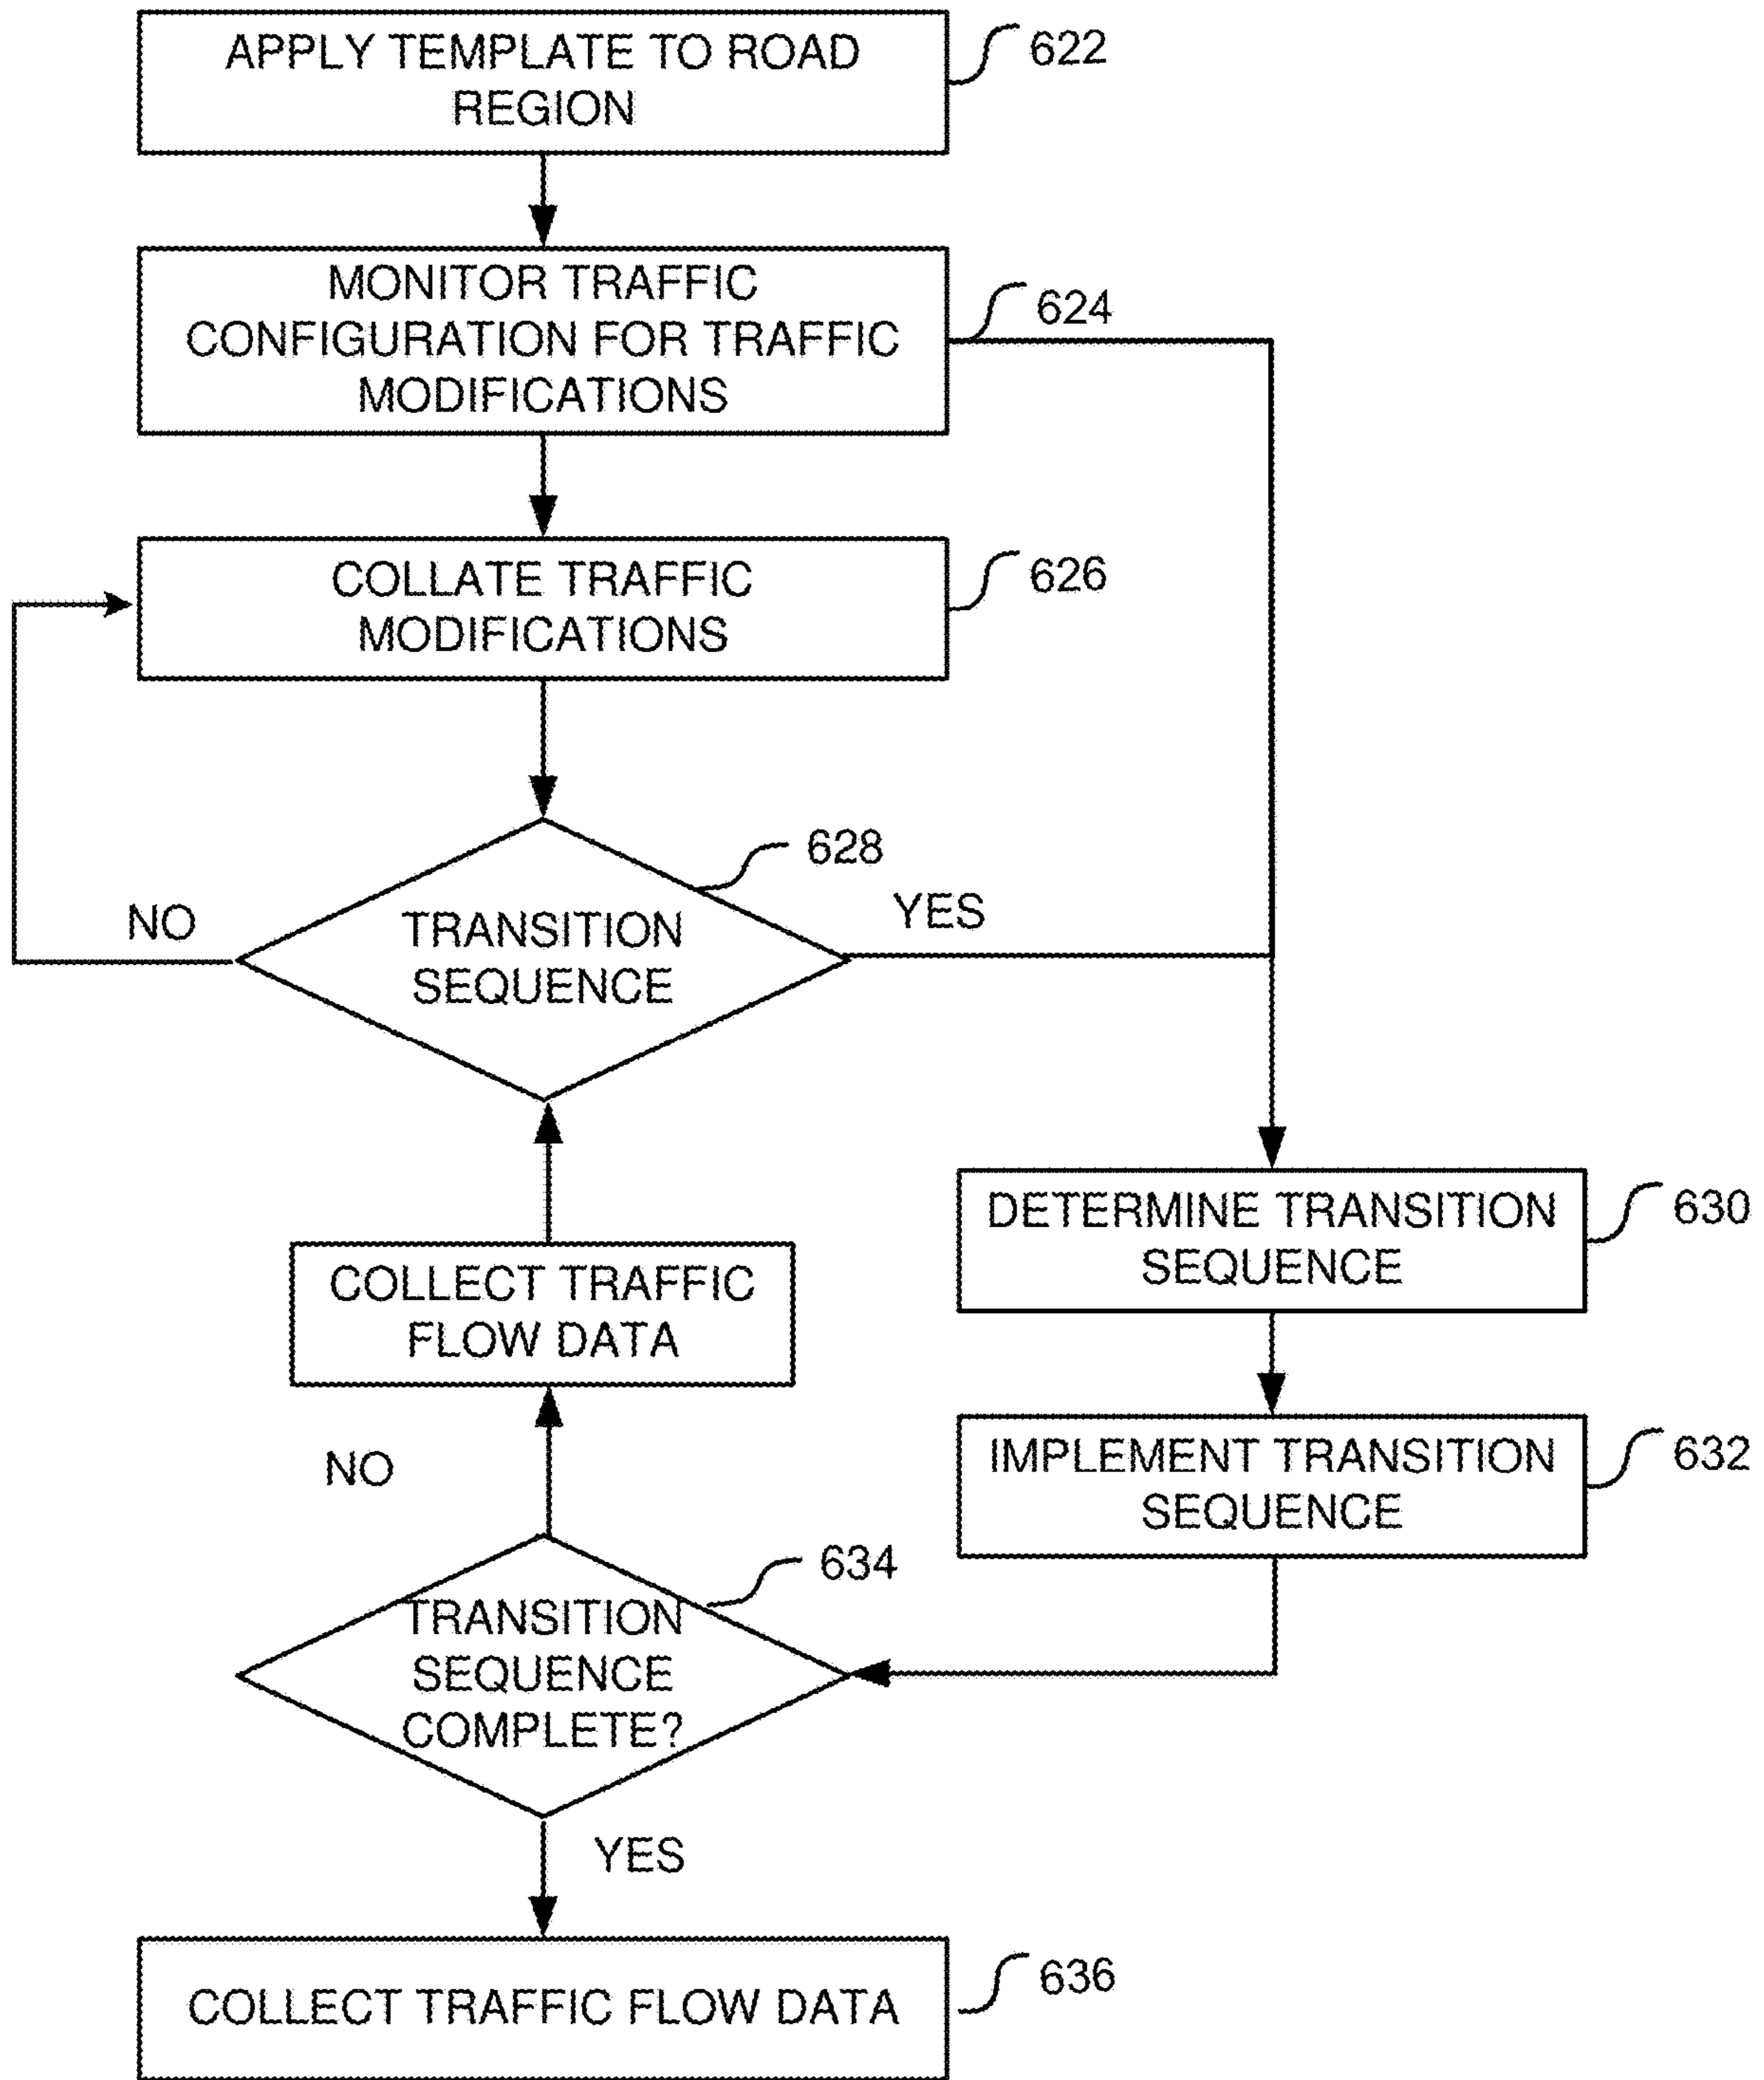 APPLY TEMPLATE TO ROAD
REGION
622
MONITOR TRAFFIC
CONFIGURATION FOR TRAFFIC
MODIFICATIONS
624
COLLATE TRAFFIC
MODIFICATIONS
626
628
NO
TRANSITION
SEQUENCE
YES
DETERMINE TRANSITION
SEQUENCE
630
COLLECT TRAFFIC
FLOW DATA
IMPLEMENT TRANSITION
SEQUENCE
632
NO
634
TRANSITION
SEQUENCE
COMPLETE?
YES
COLLECT TRAFFIC FLOW DATA
636